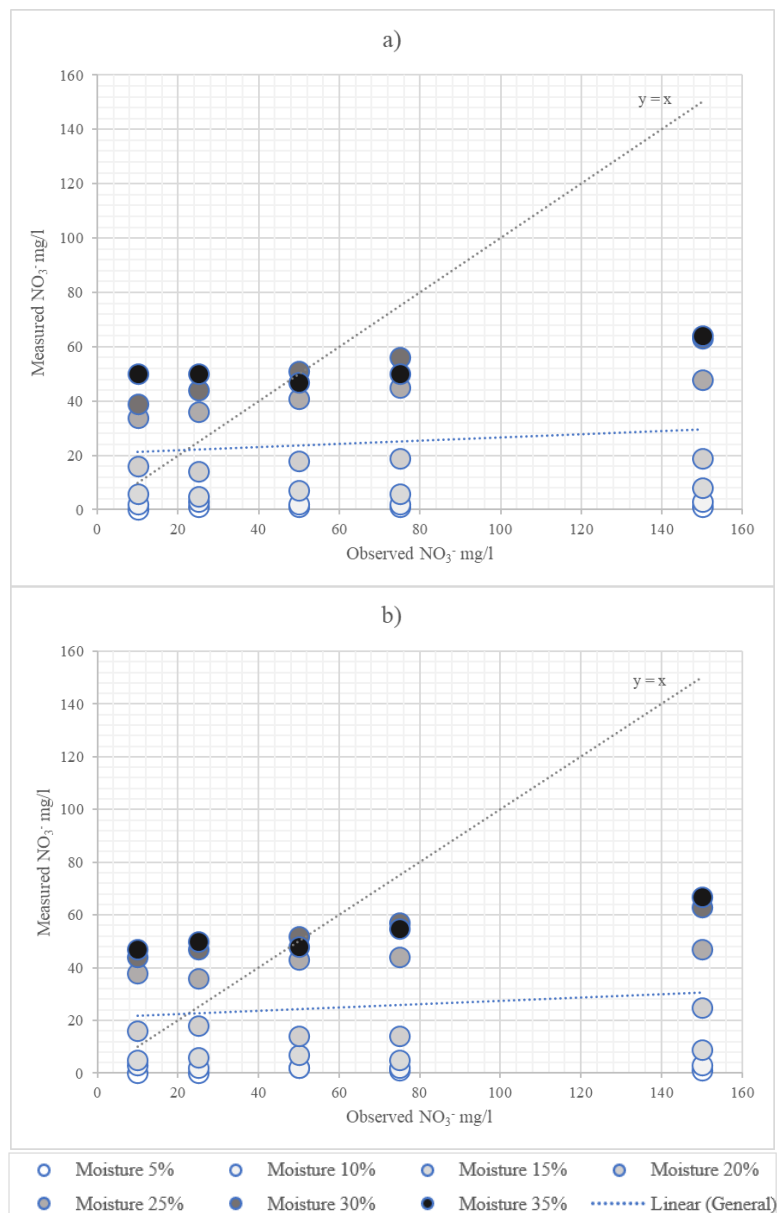 a)
160
140
120
100
80
60
40
20
0
Measured NO₃⁻ mg/l
y = x
0 20 40 60 80 100 120 140 160
Observed NO₃⁻ mg/l
b)
160
140
120
100
80
60
40
20
0
Measured NO₃⁻ mg/l
y = x
0 20 40 60 80 100 120 140 160
Observed NO₃⁻ mg/l
Moisture 5% Moisture 10% Moisture 15% Moisture 20%
Moisture 25% Moisture 30% Moisture 35% Linear (General)